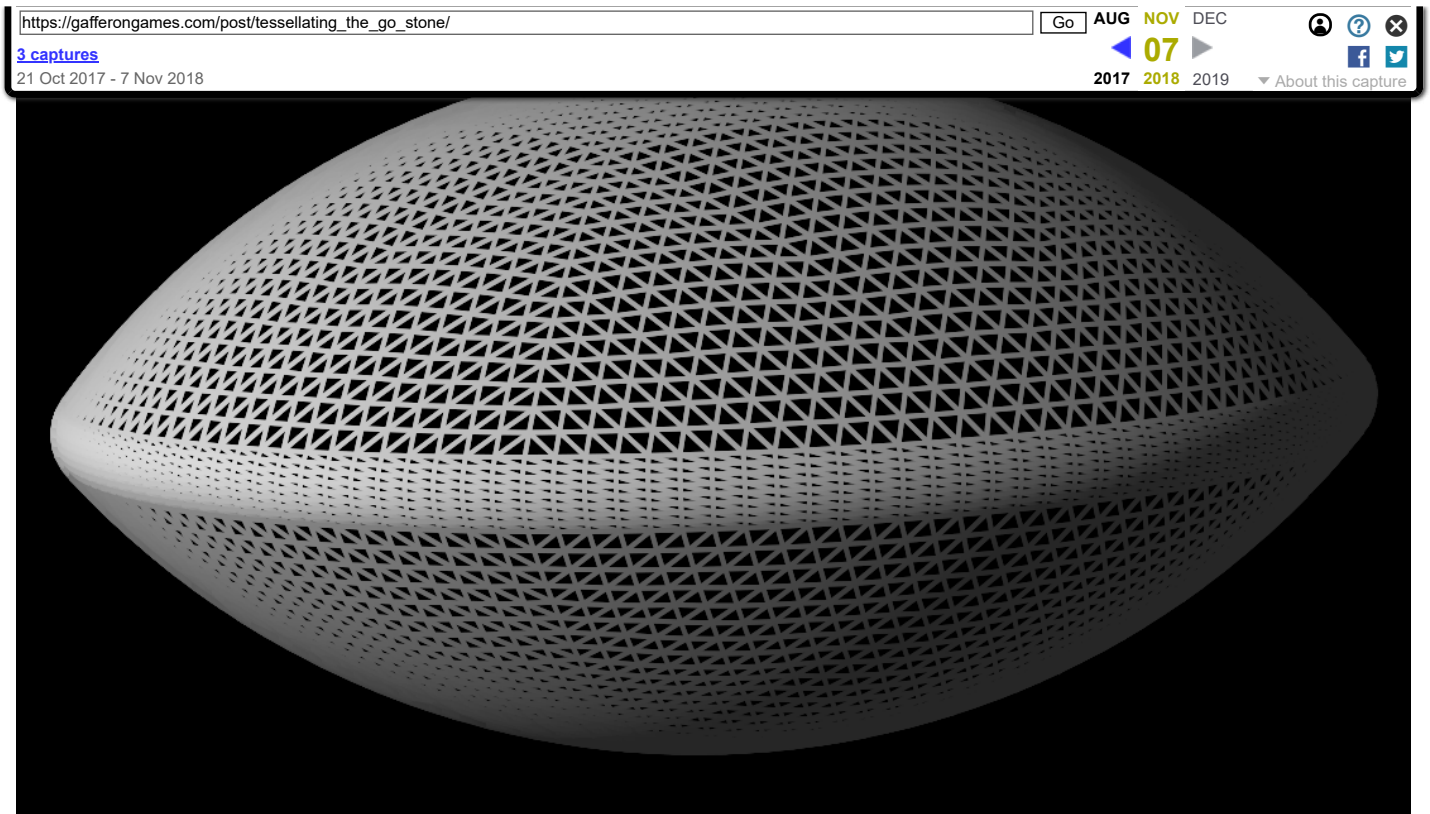 https://gafferongames.com/post/tessellating_the_go_stone/ Go AUG NOV DEC
3 captures 07
21 Oct 2017 - 7 Nov 2018 2017 2018 2019 About this capture